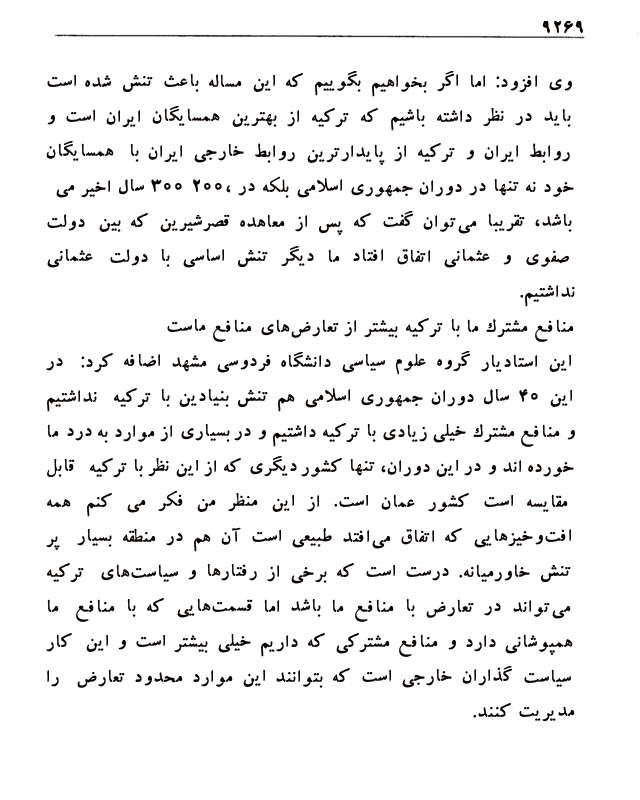 ۹۲۶۹
وی افزود: اما اگر بخواهیم بگوییم که این مساله باعث تنش شده است
باید در نظر داشته باشیم که ترکیه از بهترین همسایگان ایران است و
روابط ایران و ترکیه از پایدارترین روابط خارجی ایران با همسایگان
خود نه تنها در دوران جمهوری اسلامی بلکه در ،۲۰۰ ۳۰۰ سال اخیر می
باشد، تقریبا می‌توان گفت که پس از معاهده قصرشیرین که بین دولت
صفوی و عثمانی اتفاق افتاد ما دیگر تنش اساسی با دولت عثمانی
نداشتیم.
منافع مشترك ما با ترکیه بیشتر از تعارض‌های منافع ماست
این استادیار گروه علوم سیاسی دانشگاه فردوسی مشهد اضافه کرد: در
این ۴۰ سال دوران جمهوری اسلامی هم تنش بنیادین با ترکیه نداشتیم
و منافع مشترك خیلی زیادی با ترکیه داشتیم و در بسیاری از موارد به درد ما
خورده اند و در این دوران، تنها کشور دیگری که از این نظر با ترکیه قابل
مقایسه است کشور عمان است. از این منظر من فکر می کنم همه
افت‌وخیزهایی که اتفاق می‌افتد طبیعی است آن هم در منطقه بسیار پر
تنش خاورمیانه. درست است که برخی از رفتارها و سیاست‌های ترکیه
می‌تواند در تعارض با منافع ما باشد اما قسمت‌هایی که با منافع ما
همپوشانی دارد و منافع مشترکی که داریم خیلی بیشتر است و این کار
سیاست گذاران خارجی است که بتوانند این موارد محدود تعارض را
مدیریت کنند.